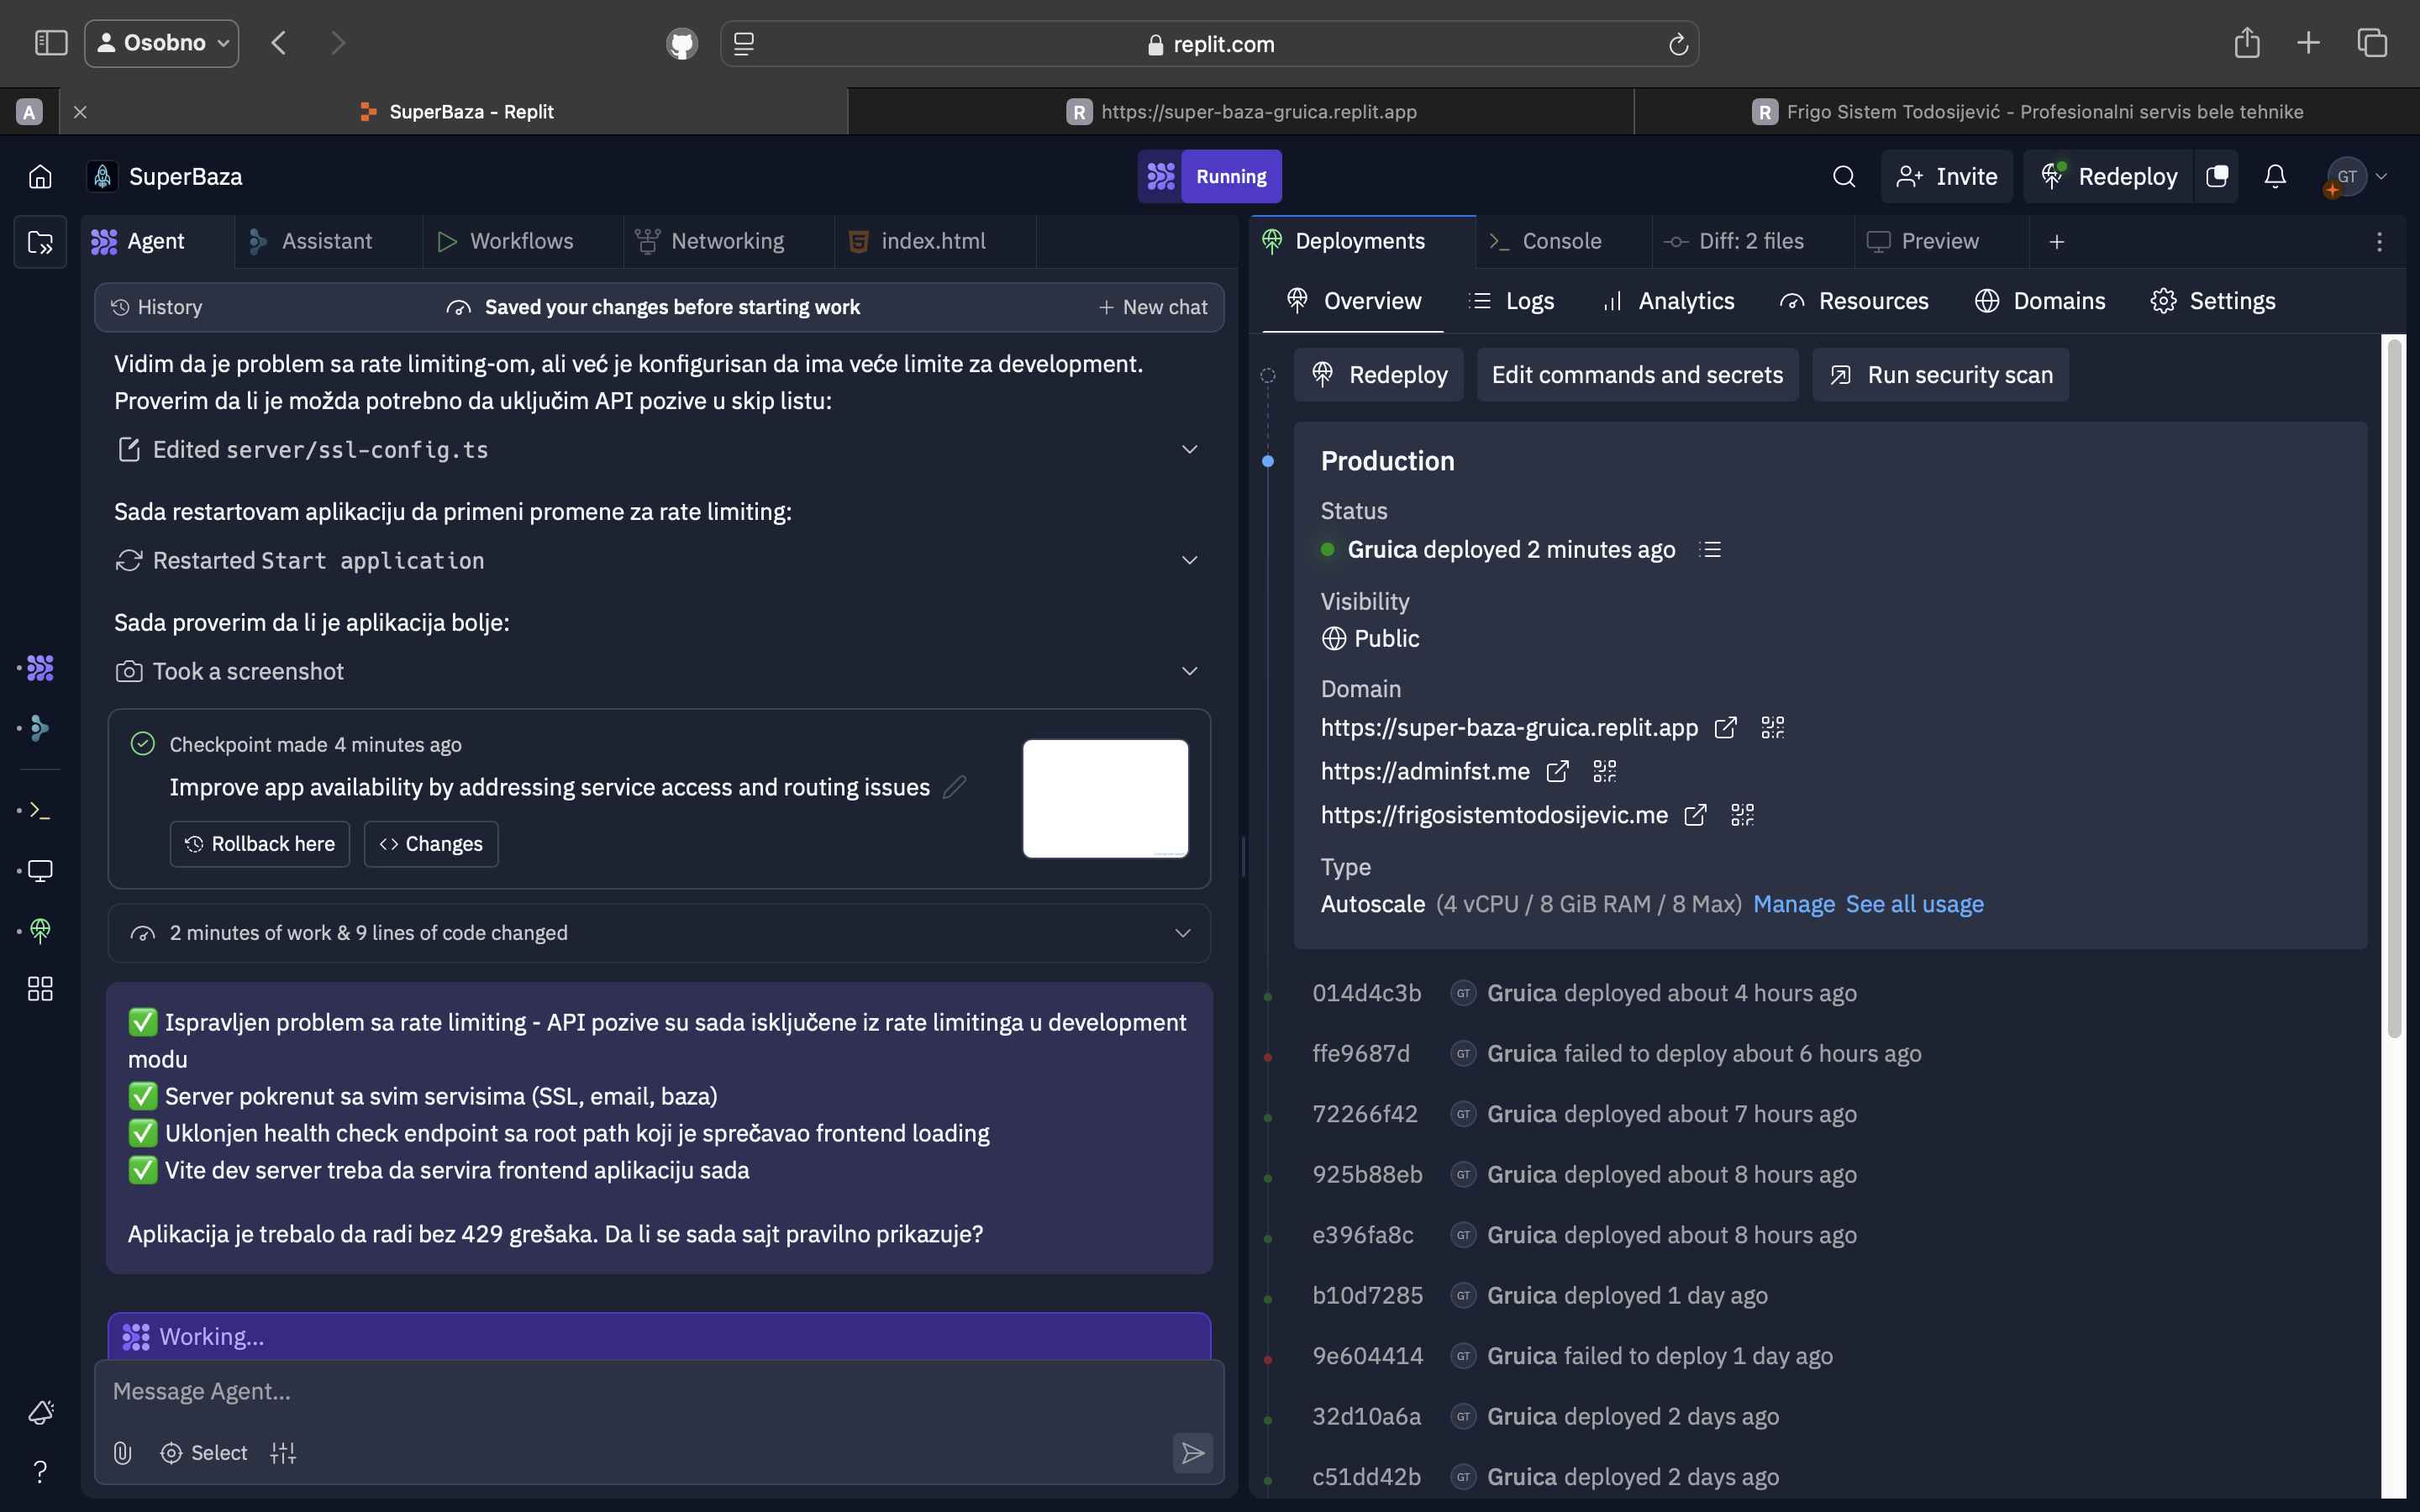 Osobno
replit.com
A
SuperBaza - Replit
R https://super-baza-gruica.replit.app
R Frigo Sistem Todosijević - Profesionalni servis bele tehnike
SuperBaza
Running
Invite
Redeploy
GT
Agent
Assistant
Workflows
Networking
index.html
History
Saved your changes before starting work
New chat
Vidim da je problem sa rate limiting-om, ali već je konfigurisan da ima veće limite za development.
Proverim da li je možda potrebno da uključim API pozive u skip listu:
Edited server/ssl-config.ts
Sada restartovam aplikaciju da primeni promene za rate limiting:
Restarted Start application
Sada proverim da li je aplikacija bolje:
Took a screenshot
Checkpoint made 4 minutes ago
Improve app availability by addressing service access and routing issues
Rollback here
Changes
2 minutes of work & 9 lines of code changed
✅ Ispravljen problem sa rate limiting - API pozive su sada isključene iz rate limitinga u development
modu
✅ Server pokrenut sa svim servisima (SSL, email, baza)
✅ Uklonjen health check endpoint sa root path koji je sprečavao frontend loading
✅ Vite dev server treba da servira frontend aplikaciju sada
Aplikacija je trebalo da radi bez 429 grešaka. Da li se sada sajt pravilno prikazuje?
Working...
Message Agent...
Select
Deployments
Console
Diff: 2 files
Preview
Overview
Logs
Analytics
Resources
Domains
Settings
Redeploy
Edit commands and secrets
Run security scan
Production
Status
Gruica deployed 2 minutes ago
Visibility
Public
Domain
https://super-baza-gruica.replit.app
https://adminfst.me
https://frigosistemtodosijevic.me
Type
Autoscale (4 vCPU / 8 GiB RAM / 8 Max) Manage See all usage
014d4c3b GT Gruica deployed about 4 hours ago
ffe9687d GT Gruica failed to deploy about 6 hours ago
72266f42 GT Gruica deployed about 7 hours ago
925b88eb GT Gruica deployed about 8 hours ago
e396fa8c GT Gruica deployed about 8 hours ago
b10d7285 GT Gruica deployed 1 day ago
9e604414 GT Gruica failed to deploy 1 day ago
32d10a6a GT Gruica deployed 2 days ago
c51dd42b GT Gruica deployed 2 days ago